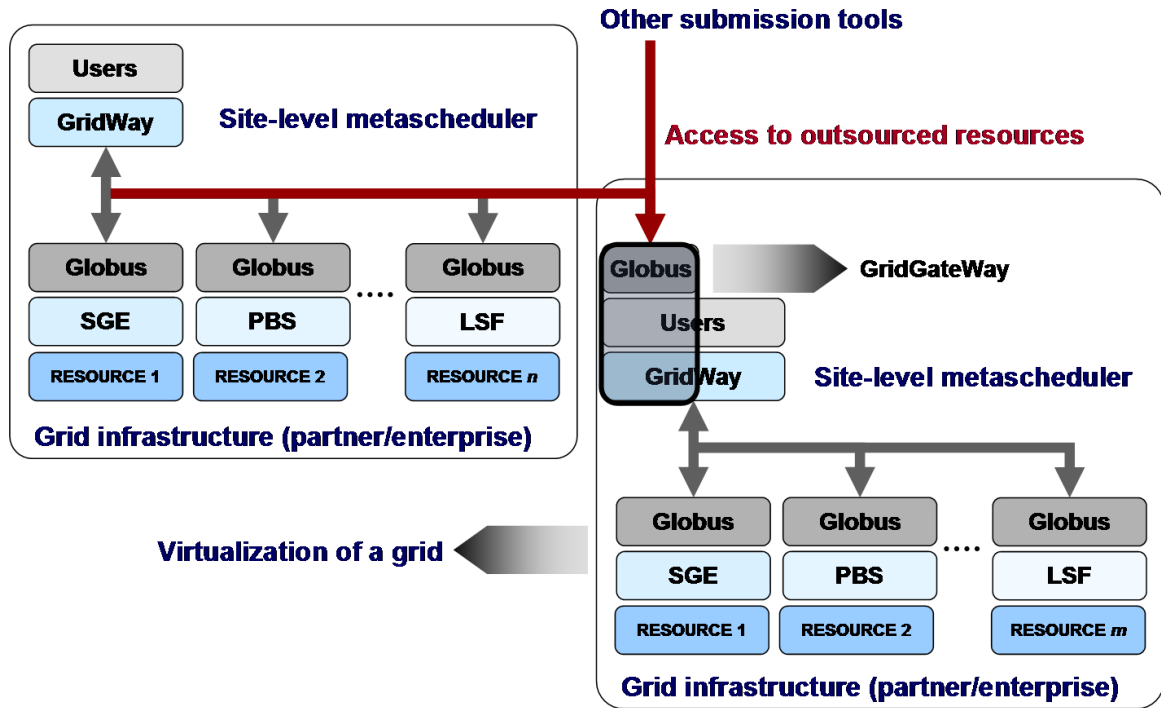 Other submission tools
Users
GridWay
Site-level metascheduler
Access to outsourced resources
Globus
Globus
Globus
SGE
PBS
....
LSF
RESOURCE 1
RESOURCE 2
RESOURCE n
Grid infrastructure (partner/enterprise)
Globus
GridGateWay
Users
GridWay
Site-level metascheduler
Virtualization of a grid
Globus
Globus
Globus
SGE
PBS
....
LSF
RESOURCE 1
RESOURCE 2
RESOURCE m
Grid infrastructure (partner/enterprise)